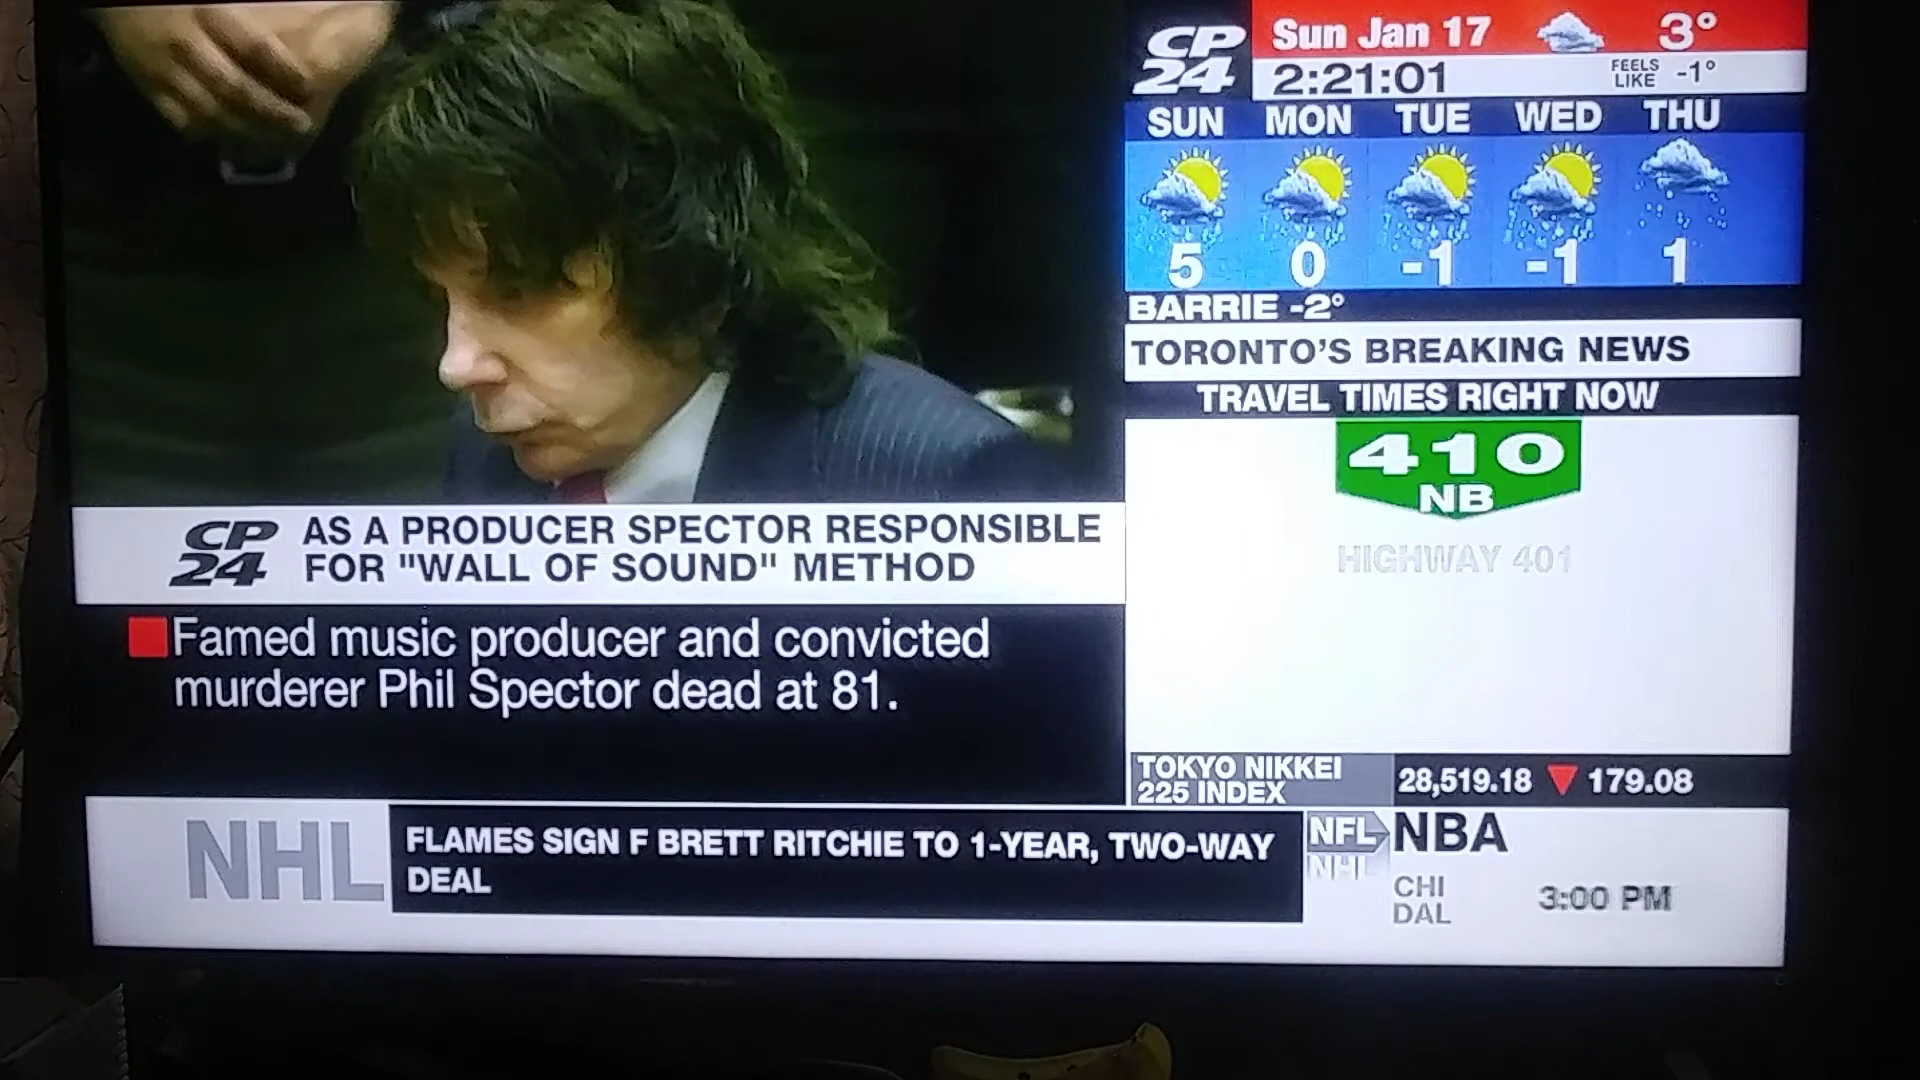 CP
24
Sun Jan 17
3°
2:21:01
FEELS
LIKE
-1°
SUN MON TUE WED THU
5 0 -1 -1 1
BARRIE -2°
TORONTO'S BREAKING NEWS
TRAVEL TIMES RIGHT NOW
410
NB
HIGHWAY 401
CP
24
AS A PRODUCER SPECTOR RESPONSIBLE
FOR "WALL OF SOUND" METHOD
Famed music producer and convicted
murderer Phil Spector dead at 81.
TOKYO NIKKEI
225 INDEX
28,519.18 179.08
NHL
FLAMES SIGN F BRETT RITCHIE TO 1-YEAR, TWO-WAY
DEAL
NFL
NHL
NBA
CHI
DAL
3:00 PM